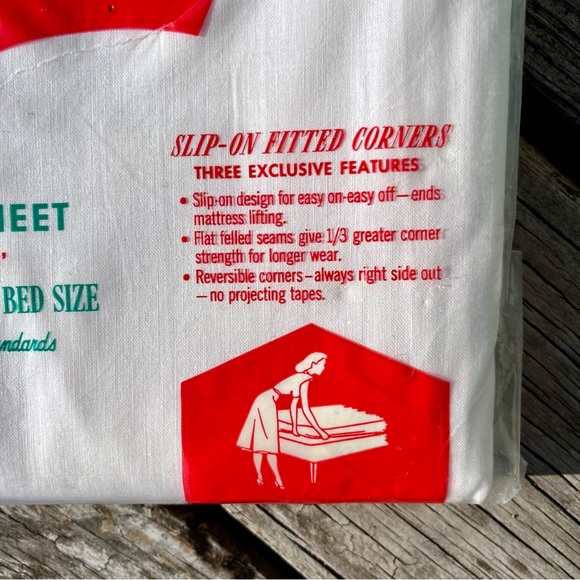 SLIP-ON FITTED CORNERS
THREE EXCLUSIVE FEATURES
• Slip-on design for easy on-easy off—ends
mattress lifting.
• Flat felled seams give 1/3 greater corner
strength for longer wear.
• Reversible corners—always right side out
—no projecting tapes.
BED SIZE